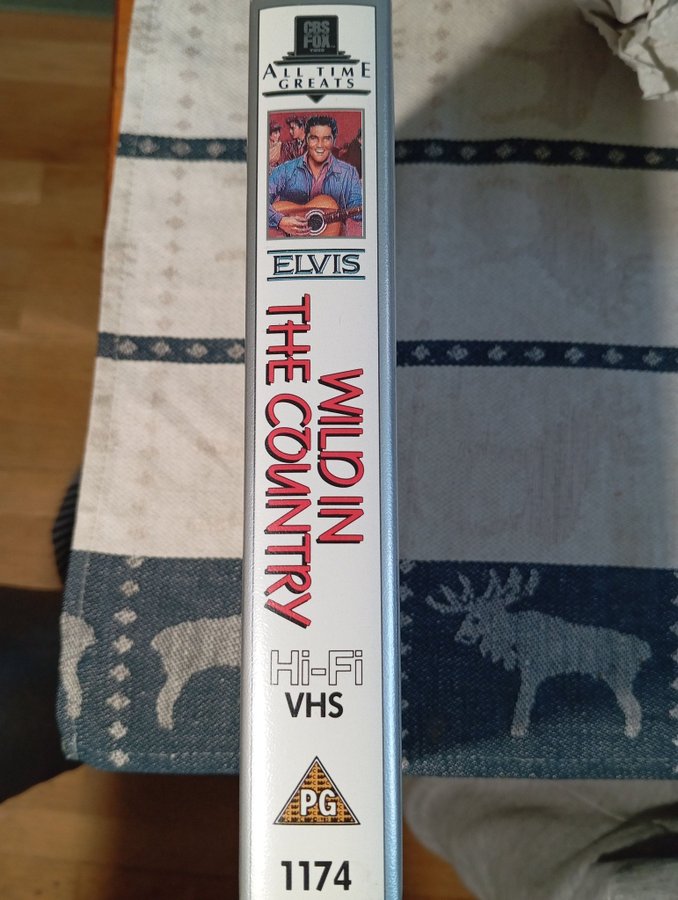 CBS
FOX
VIDEO
ALL TIME
GREATS
ELVIS
WILD IN
THE COUNTRY
Hi-Fi
VHS
PG
1174